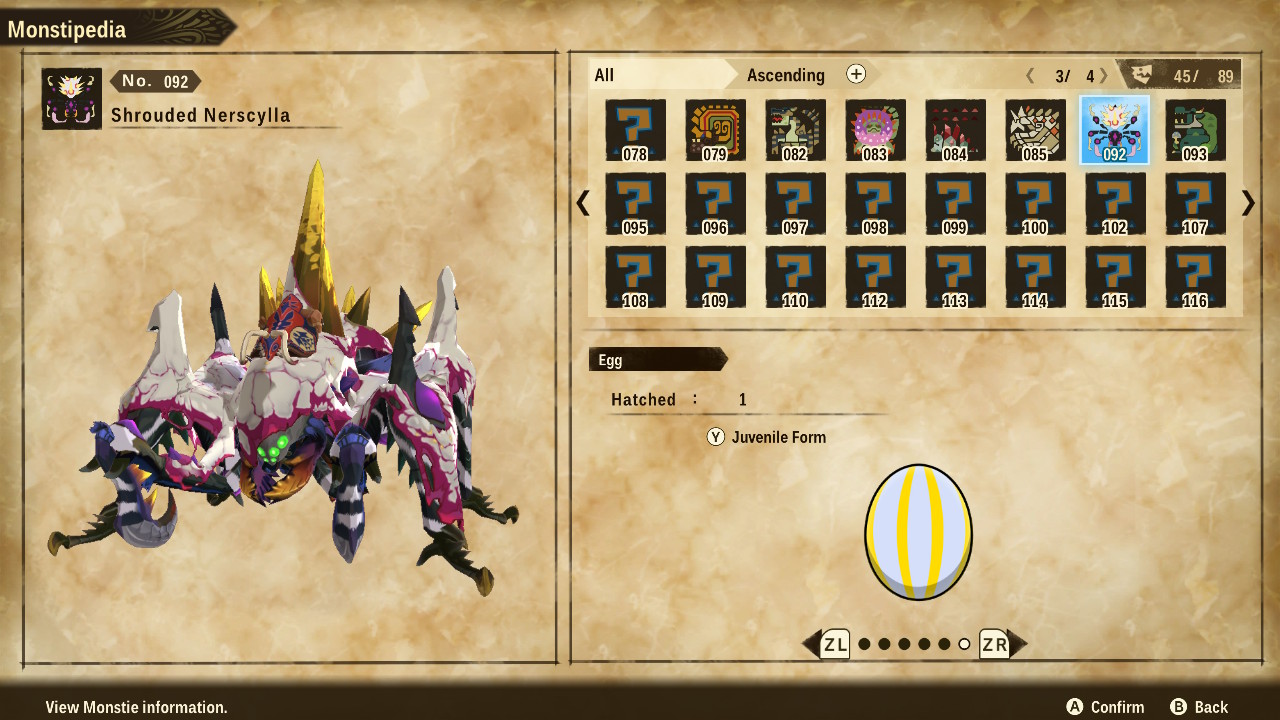 Monstipedia
No. 092
Shrouded Nerscylla
All
Ascending
3/ 4
45/ 89
078 079 082 083 084 085 092 093
095 096 097 098 099 100 102 107
108 109 110 112 113 114 115 116
Egg
Hatched : 1
Y Juvenile Form
ZL ZR
View Monstie information.
A Confirm B Back